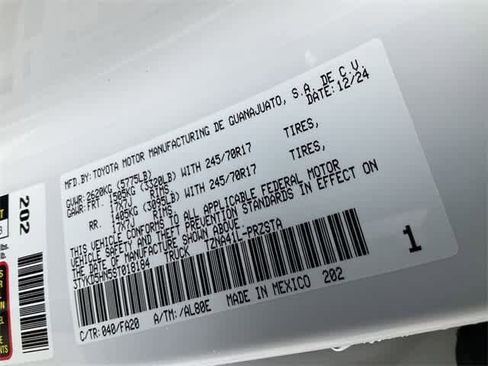 MFD.BY: TOYOTA MOTOR MANUFACTURING DE GUANAJUATO, S.A. DE C.V.
DATE: 12/24
GVWR: 2620KG (5775LB)
GAWR: FRT. 1505KG (3320LB) WITH 245/70R17 TIRES,
17X7J RIMS
RR. 1405KG (3095LB) WITH 245/70R17 TIRES,
17X7J RIMS
THIS VEHICLE CONFORMS TO ALL APPLICABLE FEDERAL MOTOR
VEHICLE SAFETY AND THEFT PREVENTION STANDARDS IN EFFECT ON
THE DATE OF MANUFACTURE SHOWN ABOVE.
TRUCK
C/TR: 040/FA20 A/TM: /AL80E MADE IN MEXICO 202
1
202